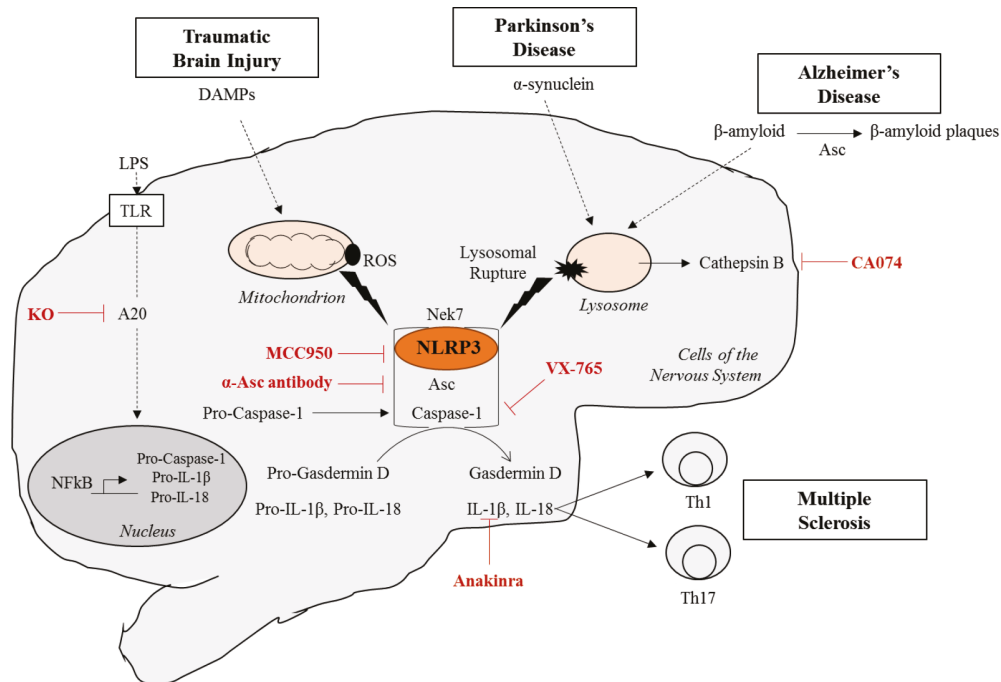 Traumatic
Brain Injury
DAMPs
Parkinson's
Disease
α-synuclein
Alzheimer's
Disease
β-amyloid
β-amyloid plaques
Asc
LPS
TLR
ROS
Mitochondrion
Lysosomal
Rupture
Lysosome
Cathepsin B
CA074
KO
A20
Nek7
NLRP3
MCC950
α-Asc antibody
Asc
VX-765
Cells of the
Nervous System
Pro-Caspase-1
Caspase-1
NFkB
Pro-Caspase-1
Pro-IL-1β
Pro-IL-18
Nucleus
Pro-Gasdermin D
Gasdermin D
Pro-IL-1β, Pro-IL-18
IL-1β, IL-18
Anakinra
Th1
Th17
Multiple
Sclerosis